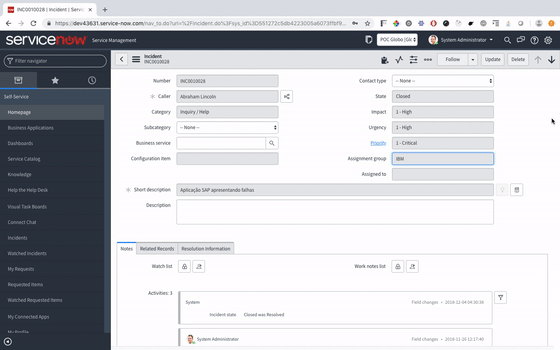 INC0010028 | Incident | Service
https://dev43631.service-now.com/nav_to.do?uri=%2Fincident.do%3Fsys_id%3D
servicenow Service Management
POC Globo [Glo
System Administrator
Filter navigator
Incident
INC0010028
Follow
Update
Delete
Self-Service
Homepage
Business Applications
Dashboards
Service Catalog
Knowledge
Help the Help Desk
Visual Task Boards
Connect Chat
Incidents
Watched Incidents
My Requests
Requested Items
Watched Requested Items
My Connected Apps
My Profile
Number INC0010028
Contact type -- None --
Caller Abraham Lincoln
State Closed
Category Inquiry / Help
Impact 1 - High
Subcategory -- None --
Urgency 1 - High
Business service
Priority 1 - Critical
Configuration item
Assignment group IBM
Assigned to
Short description Aplicação SAP apresentando falhas
Description
Notes
Related Records
Resolution Information
Watch list
Work notes list
Activities: 3
System
Field changes • 2018-12-04 04:30:38
Incident state Closed was Resolved
System Administrator
Field changes • 2018-11-26 12:17:49